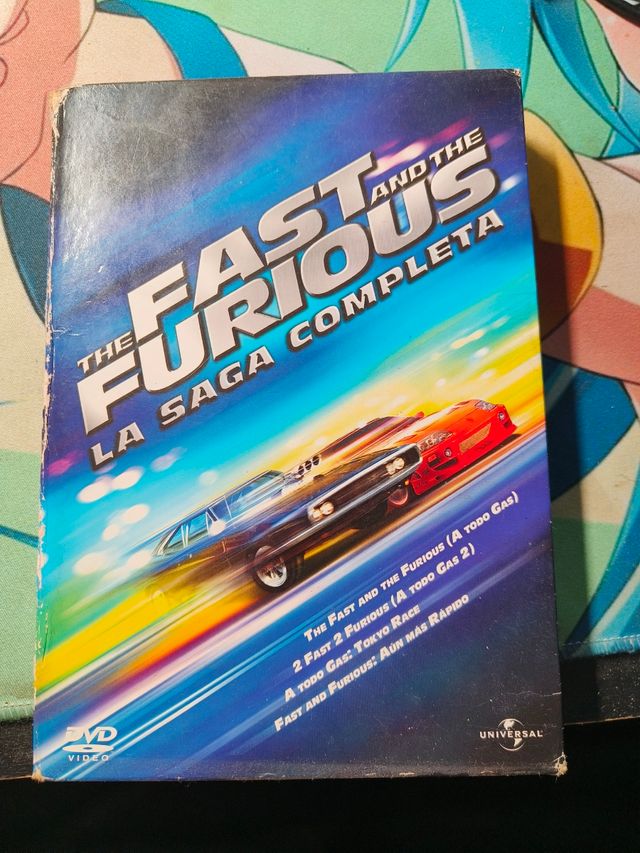 THE FAST AND THE
FURIOUS
LA SAGA COMPLETA
THE FAST AND THE FURIOUS (A TODO GAS)
2 FAST 2 FURIOUS (A TODO GAS 2)
A TODO GAS: TOKYO RACE
FAST AND FURIOUS: AÚN MÁS RÁPIDO
DVD
VIDEO
UNIVERSAL